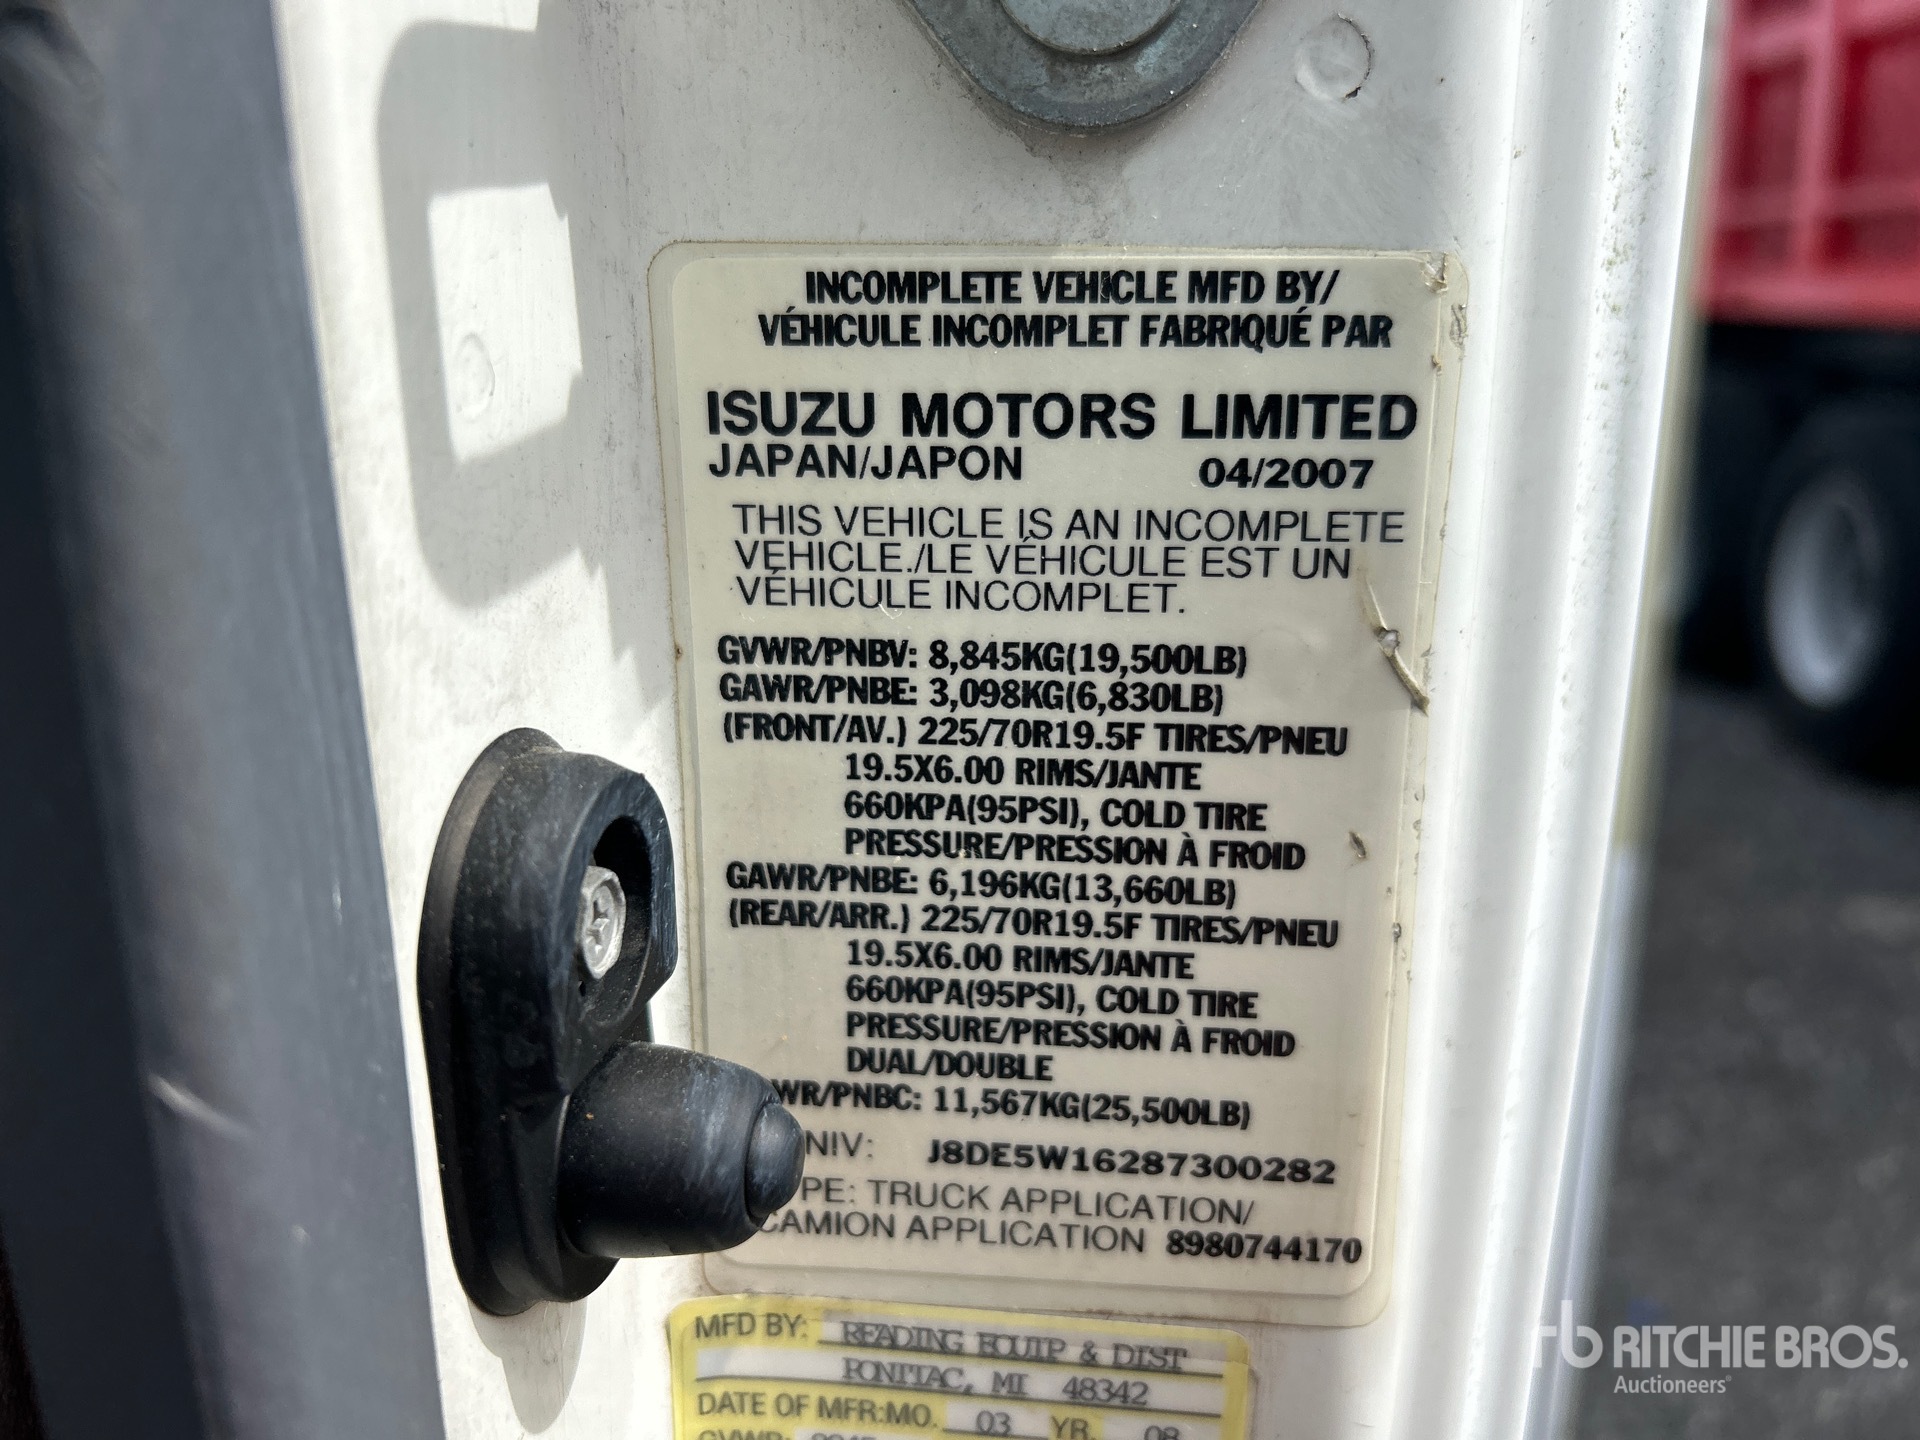 INCOMPLETE VEHICLE MFD BY/
VÉHICULE INCOMPLET FABRIQUÉ PAR
ISUZU MOTORS LIMITED
JAPAN/JAPON 04/2007
THIS VEHICLE IS AN INCOMPLETE
VEHICLE./LE VÉHICULE EST UN
VÉHICULE INCOMPLET.
GVWR/PNBV: 8,845KG(19,500LB)
GAWR/PNBE: 3,098KG(6,830LB)
(FRONT/AV.) 225/70R19.5F TIRES/PNEU
19.5X6.00 RIMS/JANTE
660KPA(95PSI), COLD TIRE
PRESSURE/PRESSION À FROID
GAWR/PNBE: 6,196KG(13,660LB)
(REAR/ARR.) 225/70R19.5F TIRES/PNEU
19.5X6.00 RIMS/JANTE
660KPA(95PSI), COLD TIRE
PRESSURE/PRESSION À FROID
DUAL/DOUBLE
WR/PNBC: 11,567KG(25,500LB)
NIV: J8DE5W16287300282
PE: TRUCK APPLICATION/
CAMION APPLICATION 8980744170
MFD BY: READING EQUIP & DIST
PONTIAC, MI 48342
DATE OF MFR:MO. 03 YR. 08
rb RITCHIE BROS.
Auctioneers